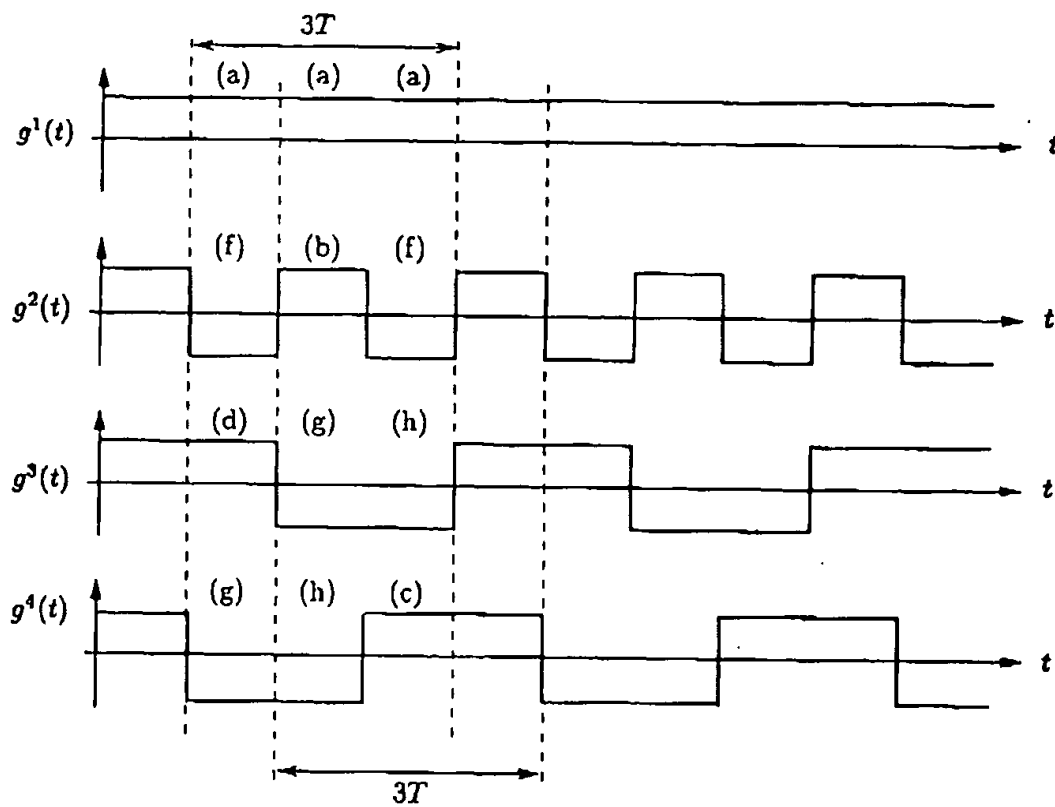 3T
(a) (a) (a)
g¹(t) t
(f) (b) (f)
g²(t) t
(d) (g) (h)
g³(t) t
(g) (h) (c)
g⁴(t) t
3T